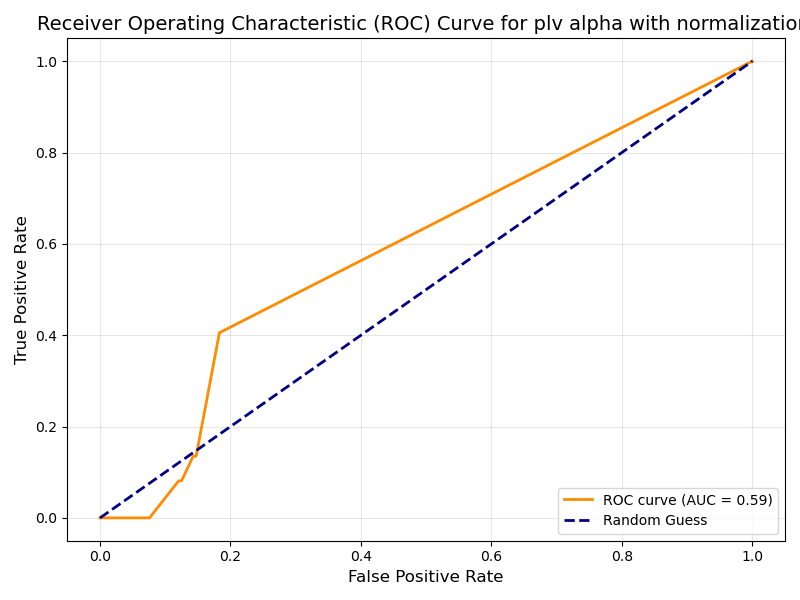 Receiver Operating Characteristic (ROC) Curve for plv alpha with normalization
1.0
0.8
0.6
0.4
0.2
0.0
True Positive Rate
0.0 0.2 0.4 0.6 0.8 1.0
False Positive Rate
ROC curve (AUC = 0.59)
Random Guess